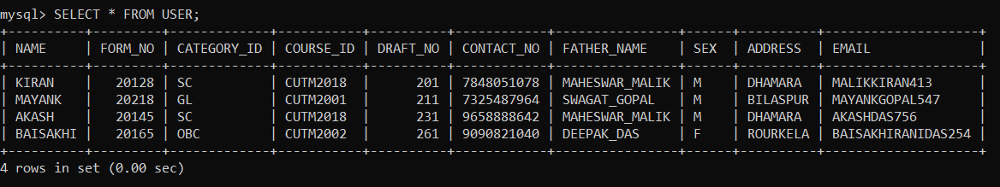 mysql> SELECT * FROM USER;
+----------+---------+-------------+-----------+----------+------------+----------------+------+----------+--------------------+
| NAME     | FORM_NO | CATEGORY_ID | COURSE_ID | DRAFT_NO | CONTACT_NO | FATHER_NAME    | SEX  | ADDRESS  | EMAIL              |
+----------+---------+-------------+-----------+----------+------------+----------------+------+----------+--------------------+
| KIRAN    |   20128 | SC          | CUTM2018  |      201 | 7848051078 | MAHESWAR_MALIK | M    | DHAMARA  | MALIKKIRAN413      |
| MAYANK   |   20218 | GL          | CUTM2001  |      211 | 7325487964 | SWAGAT_GOPAL   | M    | BILASPUR | MAYANKGOPAL547     |
| AKASH    |   20145 | SC          | CUTM2018  |      231 | 9658888642 | MAHESWAR_MALIK | M    | DHAMARA  | AKASHDAS756        |
| BAISAKHI |   20165 | OBC         | CUTM2002  |      261 | 9090821040 | DEEPAK_DAS     | F    | ROURKELA | BAISAKHIRANIDAS254 |
+----------+---------+-------------+-----------+----------+------------+----------------+------+----------+--------------------+
4 rows in set (0.00 sec)